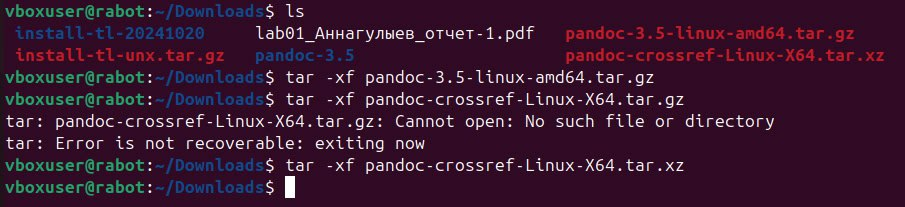 vboxuser@rabot:~/Downloads$ ls
install-tl-20241020 lab01_Аннагулыев_отчет-1.pdf pandoc-3.5-linux-amd64.tar.gz
install-tl-unx.tar.gz pandoc-3.5 pandoc-crossref-Linux-X64.tar.xz
vboxuser@rabot:~/Downloads$ tar -xf pandoc-3.5-linux-amd64.tar.gz
vboxuser@rabot:~/Downloads$ tar -xf pandoc-crossref-Linux-X64.tar.gz
tar: pandoc-crossref-Linux-X64.tar.gz: Cannot open: No such file or directory
tar: Error is not recoverable: exiting now
vboxuser@rabot:~/Downloads$ tar -xf pandoc-crossref-Linux-X64.tar.xz
vboxuser@rabot:~/Downloads$